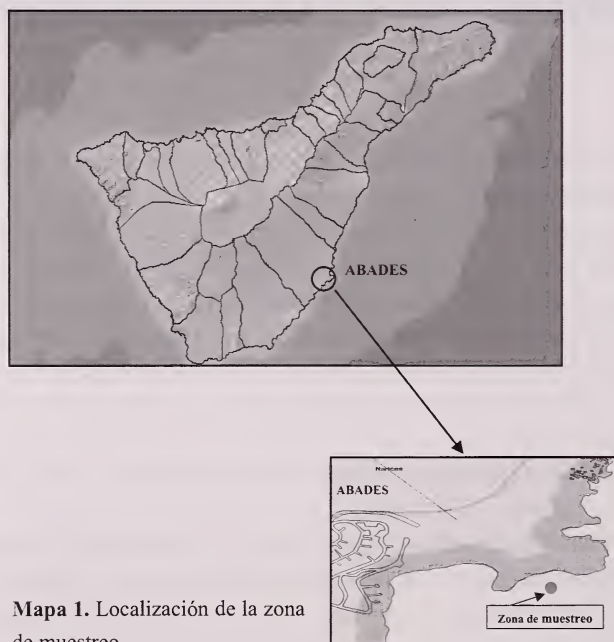 ABADES
ABADES
Zona de muestreo
Mapa 1. Localización de la zona
de muestreo